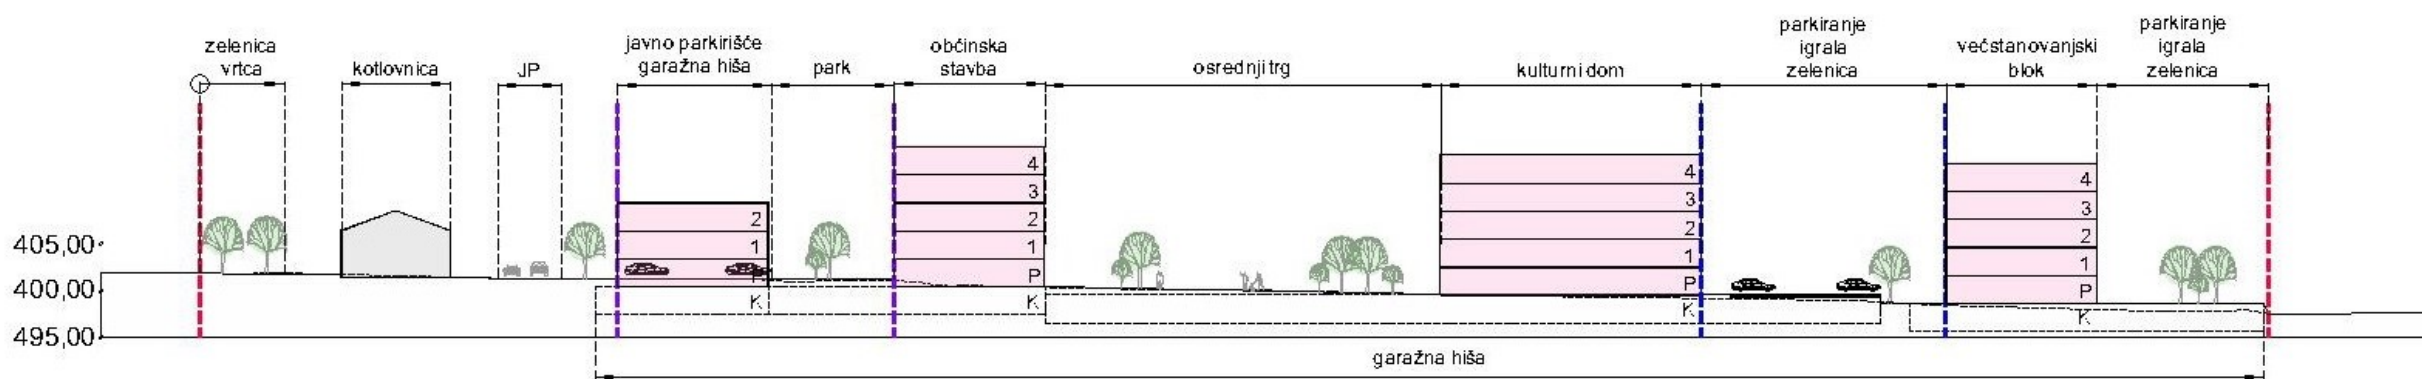 zelenica
vrtca
kotlovnica
JP
javno parkirišče
garažna hiša
park
občinska
stavba
osrednji trg
kulturni dom
parkiranje
igrala
zelenica
večstanovanjski
blok
parkiranje
igrala
zelenica
405,00
400,00
495,00
2
1
P
K
4
3
2
1
P
K
4
3
2
1
P
K
4
3
2
1
P
K
garažna hiša